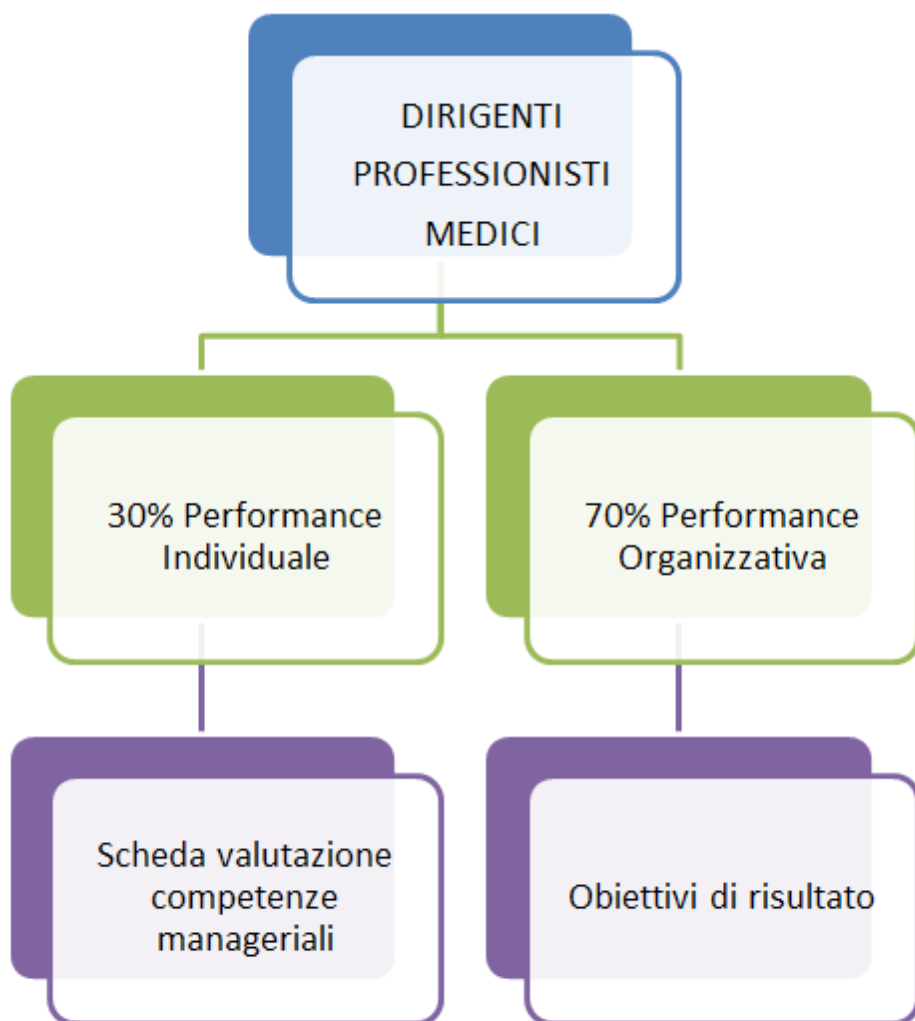 DIRIGENTI
PROFESSIONISTI
MEDICI
30% Performance
Individuale
70% Performance
Organizzativa
Scheda valutazione
competenze
manageriali
Obiettivi di risultato